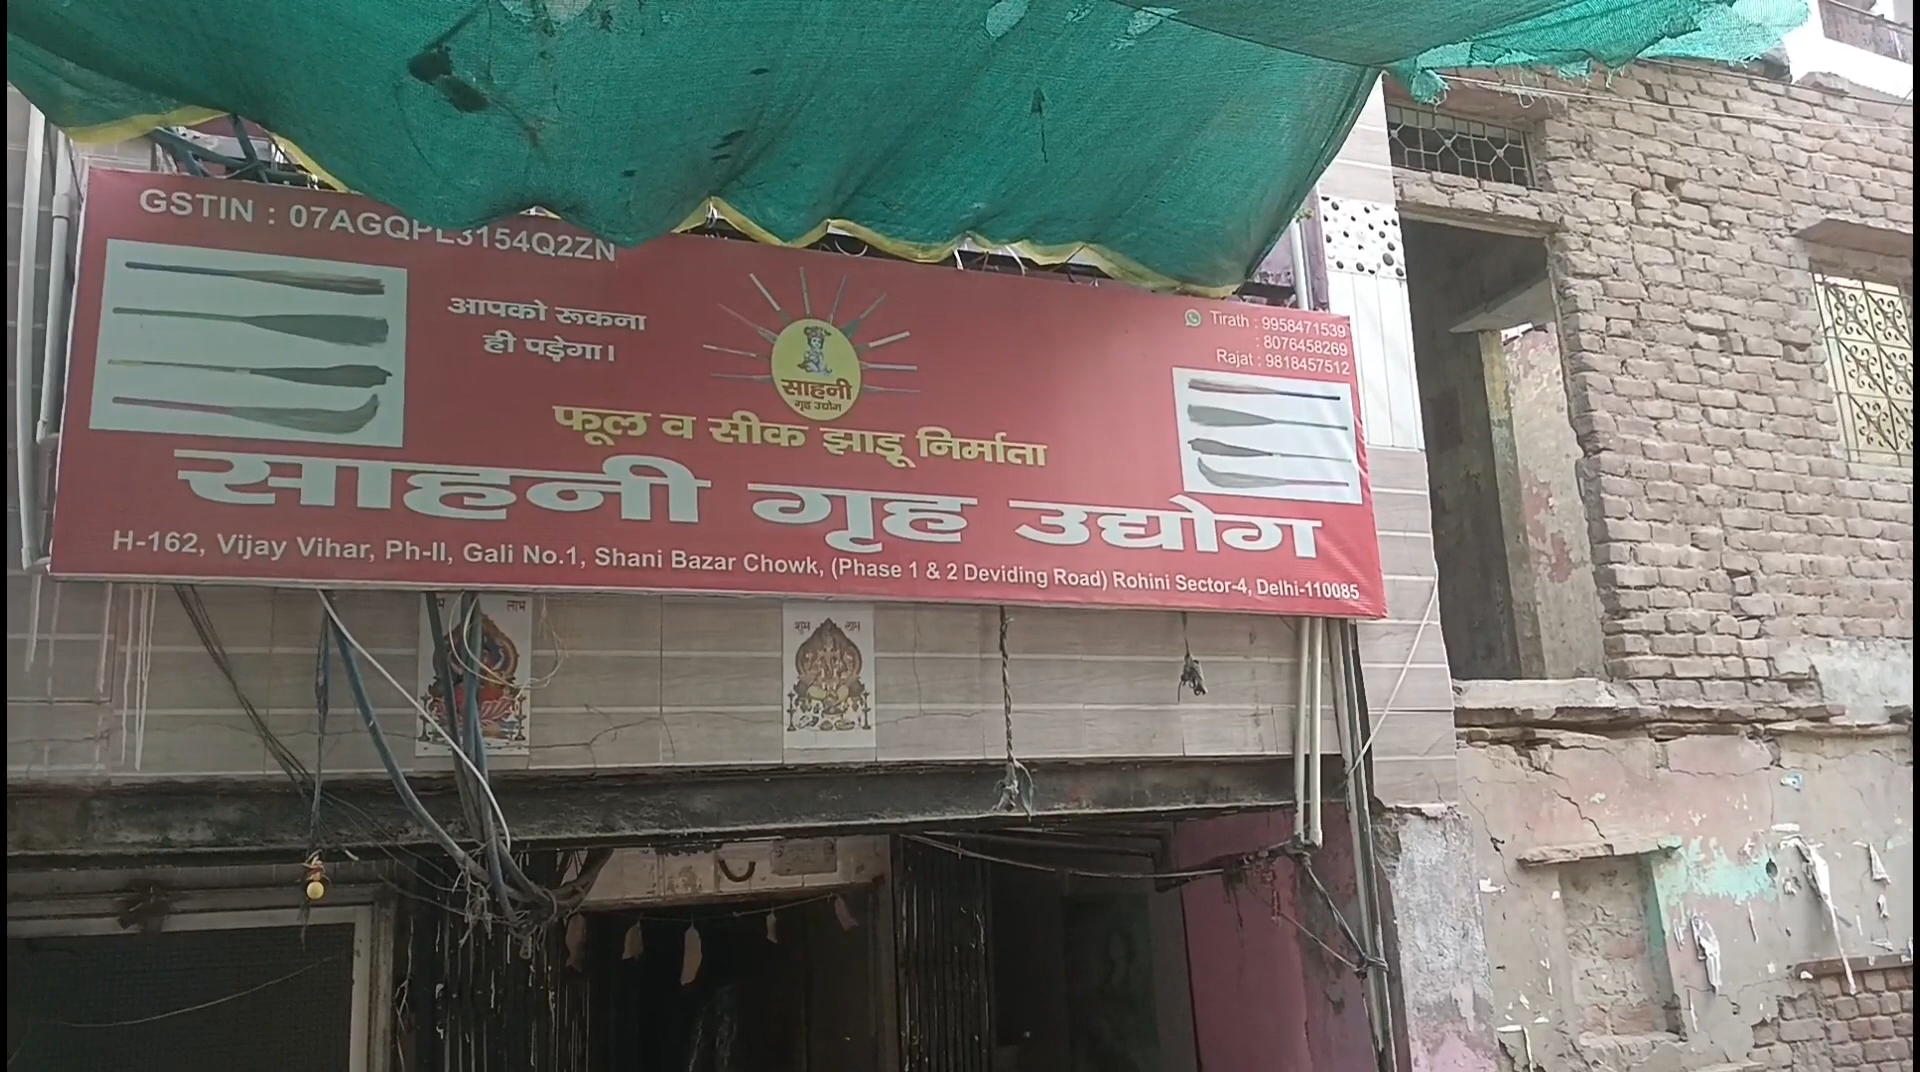 GSTIN : 07AGQPL3154Q2ZN
आपको रूकना
ही पड़ेगा।
साहनी
गृह उद्योग
Tirath : 9958471539
: 8076458269
Rajat : 9818457512
फूल व सीक झाडू निर्माता
साहनी गृह उद्योग
H-162, Vijay Vihar, Ph-II, Gali No.1, Shani Bazar Chowk, (Phase 1 & 2 Deviding Road) Rohini Sector-4, Delhi-110085
लाभ
शुभ लाभ